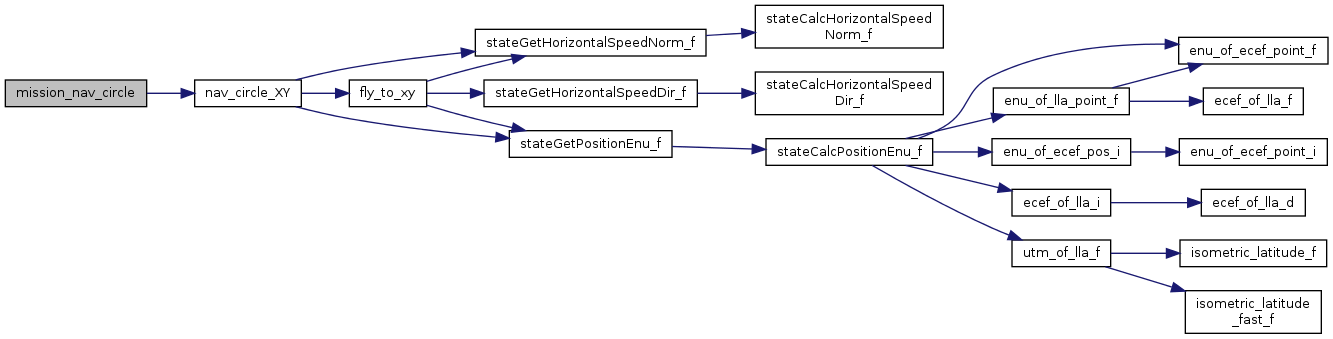 mission_nav_circle
nav_circle_XY
fly_to_xy
stateGetHorizontalSpeedNorm_f
stateGetHorizontalSpeedDir_f
stateGetPositionEnu_f
stateCalcHorizontalSpeed
Norm_f
stateCalcHorizontalSpeed
Dir_f
stateCalcPositionEnu_f
enu_of_lla_point_f
enu_of_ecef_pos_i
ecef_of_lla_i
utm_of_lla_f
enu_of_ecef_point_f
ecef_of_lla_f
enu_of_ecef_point_i
ecef_of_lla_d
isometric_latitude_f
isometric_latitude
_fast_f